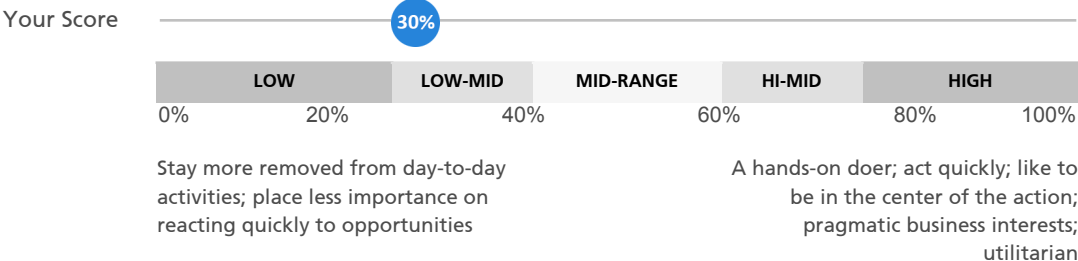 Your Score
30%
LOW LOW-MID MID-RANGE HI-MID HIGH
0% 20% 40% 60% 80% 100%
Stay more removed from day-to-day
activities; place less importance on
reacting quickly to opportunities
A hands-on doer; act quickly; like to
be in the center of the action;
pragmatic business interests;
utilitarian